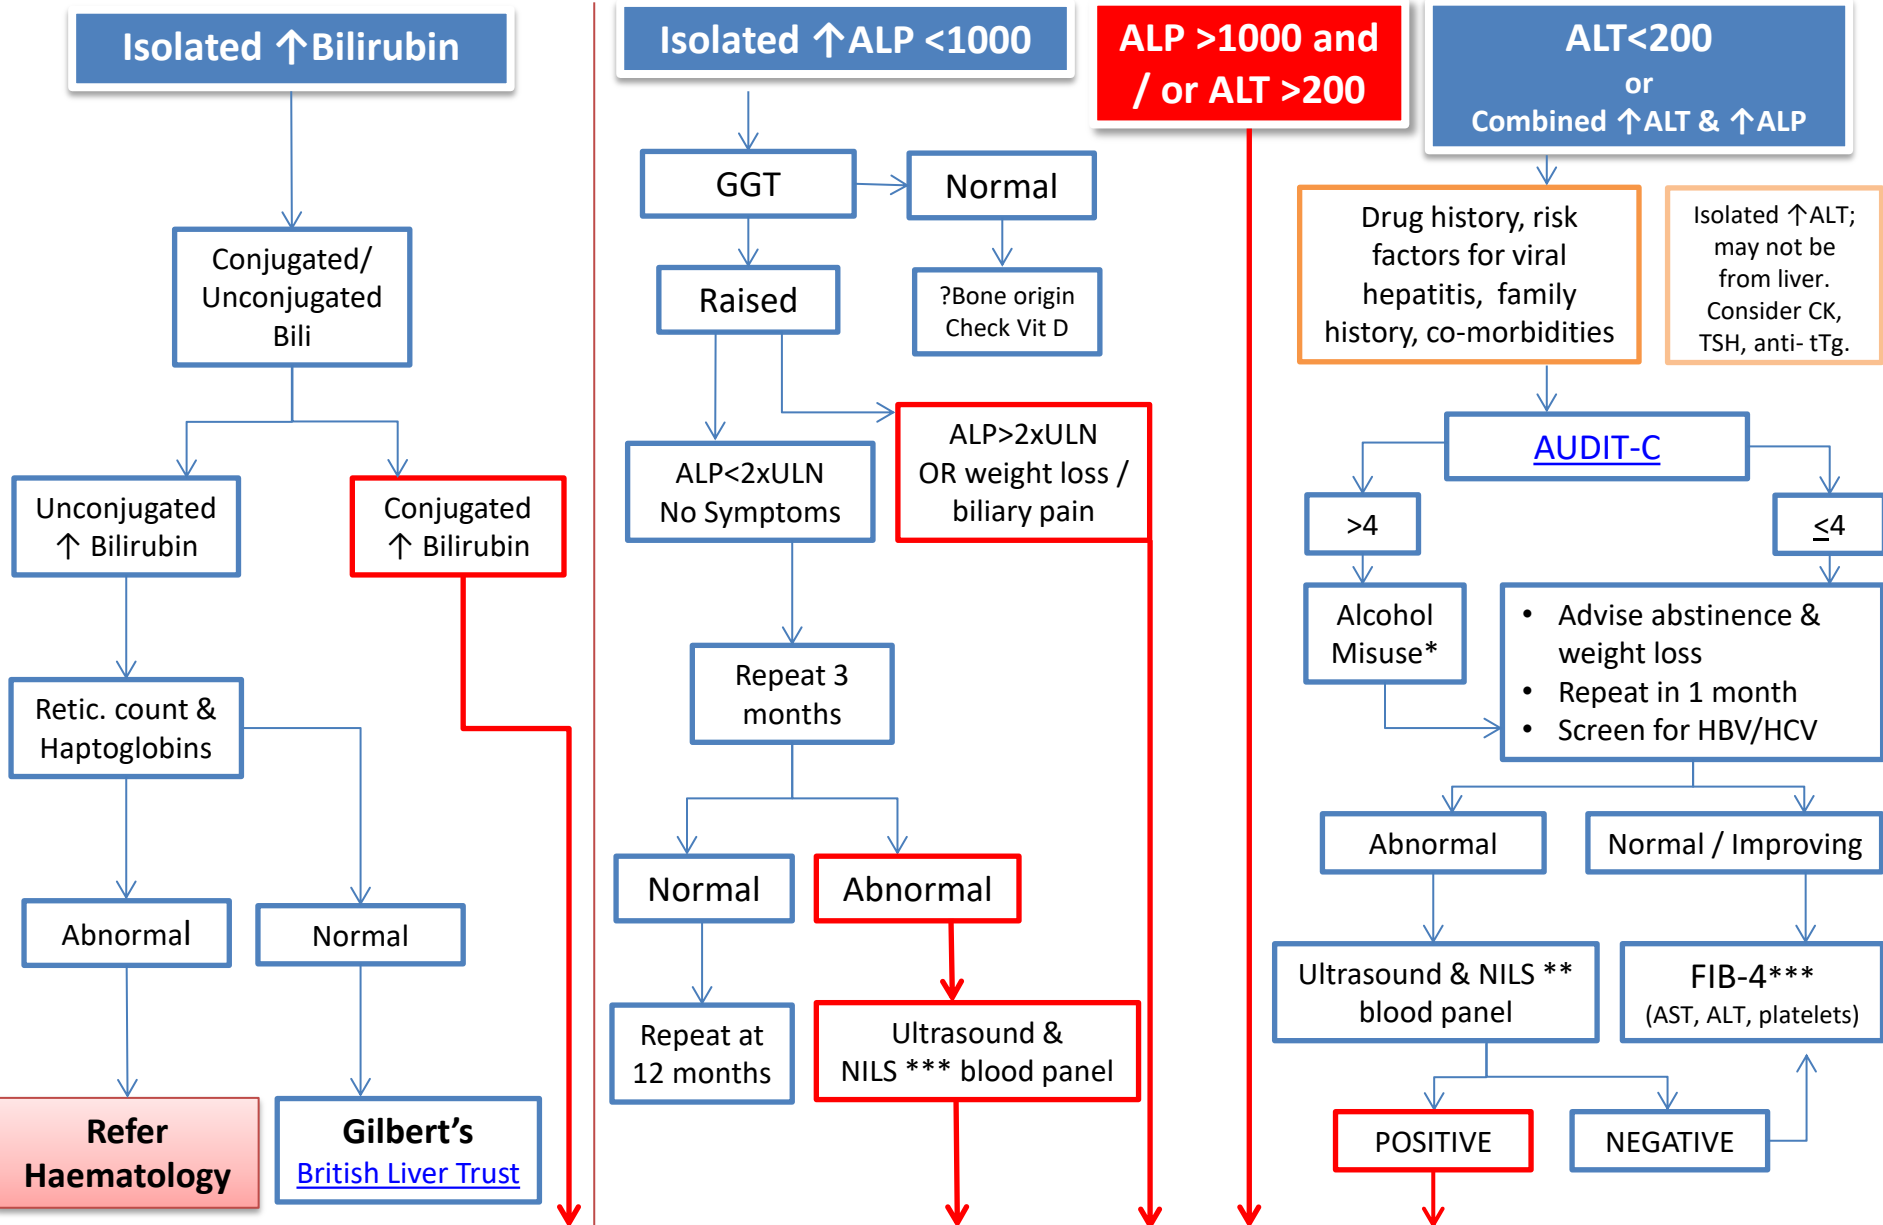 Isolated ↑Bilirubin
Conjugated/
Unconjugated
Bili
Unconjugated
↑ Bilirubin
Conjugated
↑ Bilirubin
Retic. count &
Haptoglobins
Abnormal
Normal
Refer
Haematology
Gilbert's
British Liver Trust
Isolated ↑ALP <1000
GGT
Normal
Raised
?Bone origin
Check Vit D
ALP<2xULN
No Symptoms
ALP>2xULN
OR weight loss /
biliary pain
Repeat 3
months
Normal
Abnormal
Repeat at
12 months
Ultrasound &
NILS *** blood panel
ALP >1000 and
/ or ALT >200
ALT<200
or
Combined ↑ALT & ↑ALP
Drug history, risk
factors for viral
hepatitis, family
history, co-morbidities
Isolated ↑ALT;
may not be
from liver.
Consider CK,
TSH, anti- tTg.
AUDIT-C
>4
≤4
Alcohol
Misuse*
• Advise abstinence &
weight loss
• Repeat in 1 month
• Screen for HBV/HCV
Abnormal
Normal / Improving
Ultrasound & NILS **
blood panel
FIB-4***
(AST, ALT, platelets)
POSITIVE
NEGATIVE